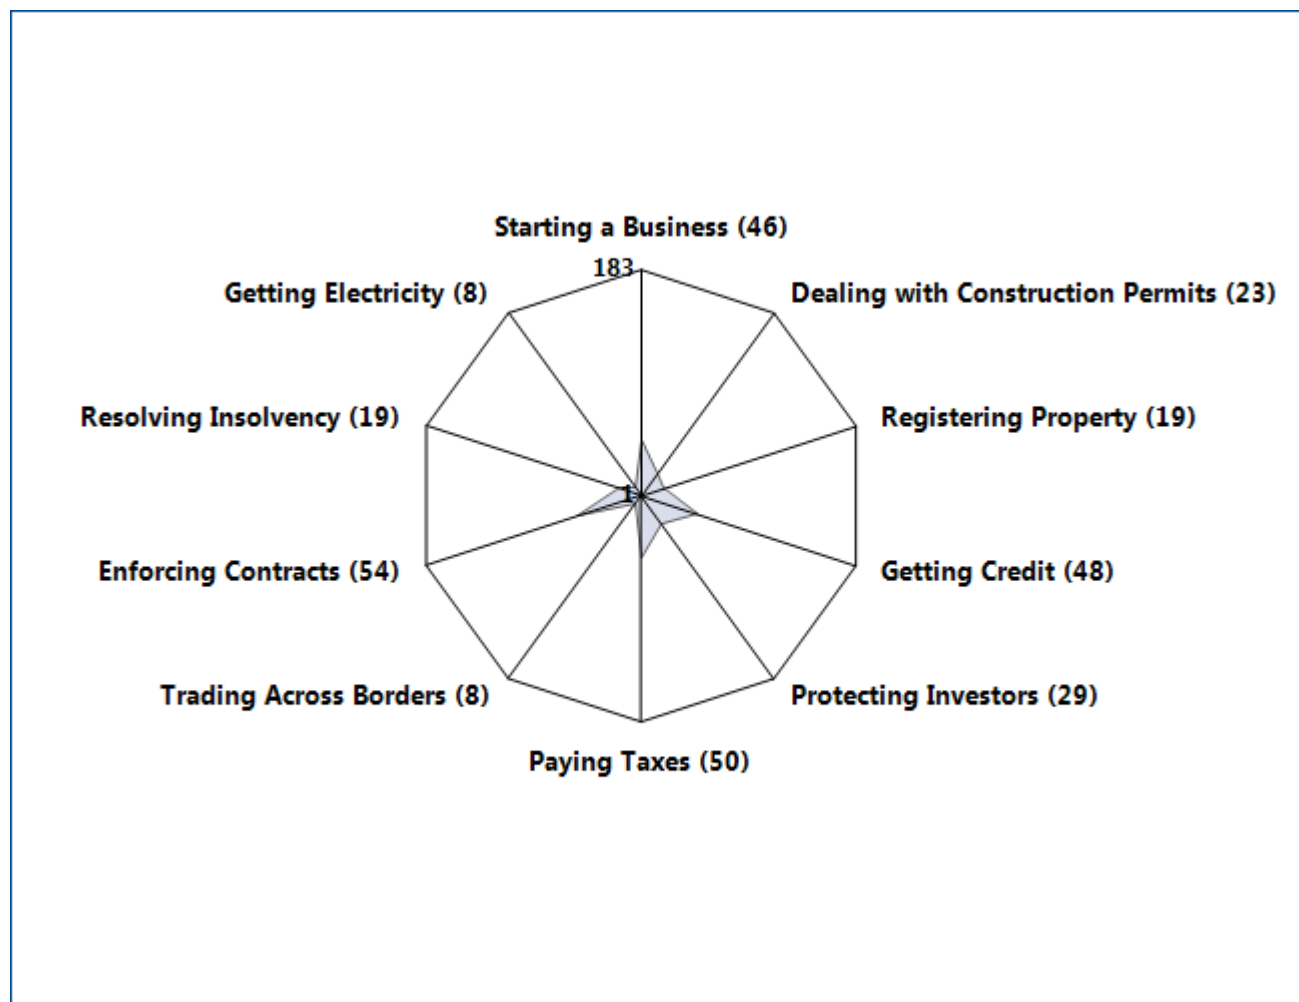 Starting a Business (46)
183
Getting Electricity (8)
Dealing with Construction Permits (23)
Resolving Insolvency (19)
Registering Property (19)
1
Enforcing Contracts (54)
Getting Credit (48)
Trading Across Borders (8)
Protecting Investors (29)
Paying Taxes (50)